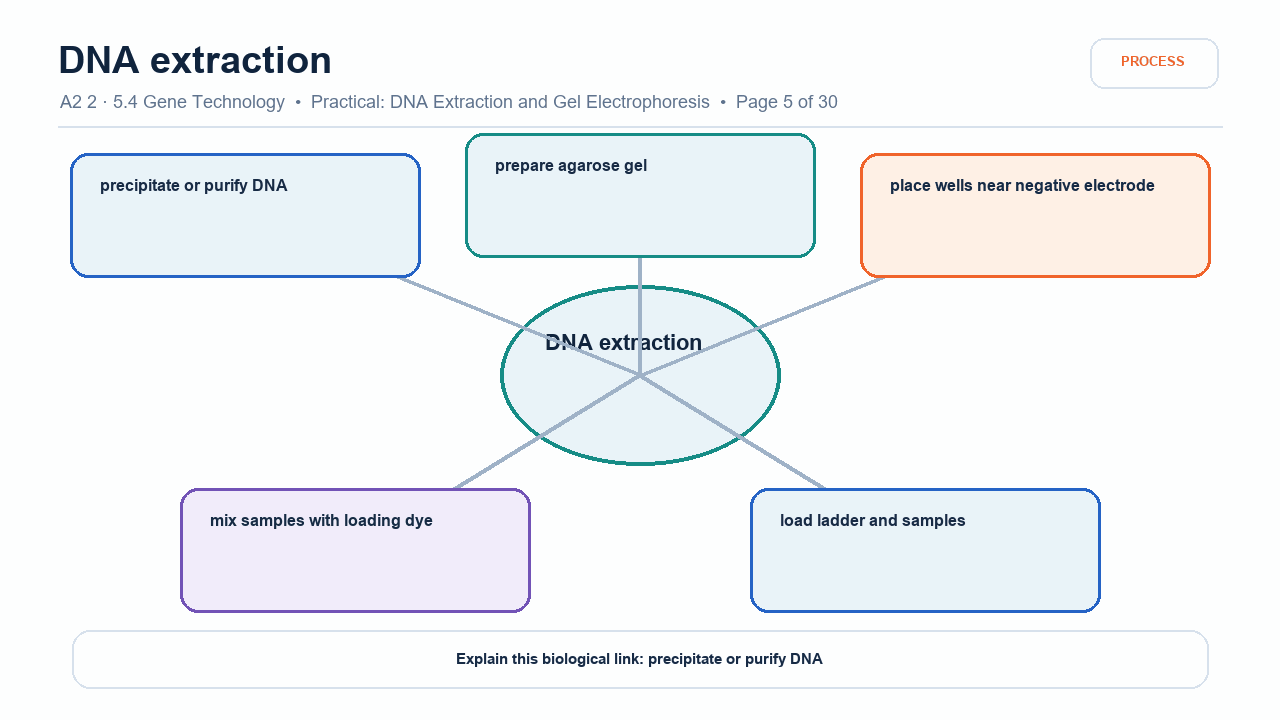 DNA extraction
PROCESS
A2 2 · 5.4 Gene Technology • Practical: DNA Extraction and Gel Electrophoresis • Page 5 of 30
precipitate or purify DNA
prepare agarose gel
place wells near negative electrode
DNA extraction
mix samples with loading dye
load ladder and samples
Explain this biological link: precipitate or purify DNA